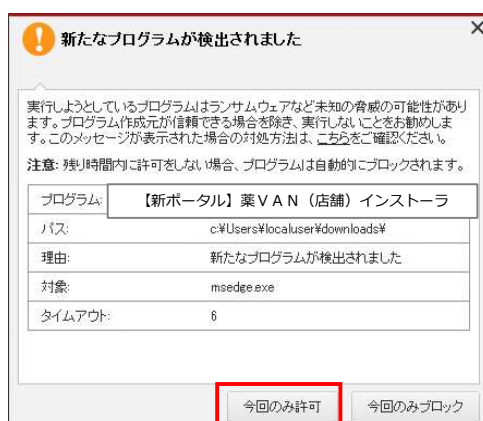 新たなプログラムが検出されました
実行しようとしているプログラムはランサムウェアなど未知の脅威の可能性があり
ます。プログラム作成元が信頼できる場合を除き、実行しないことをお勧めしま
す。このメッセージが表示された場合の対処方法は、こちらをご確認ください。
注意: 残り時間内に許可をしない場合、プログラムは自動的にブロックされます。
プログラム: 【新ポータル】薬VAN(店舗)インストーラ
パス: c:¥Users¥localuser¥downloads¥
理由: 新たなプログラムが検出されました
対象: msedge.exe
タイムアウト: 6
今回のみ許可 今回のみブロック